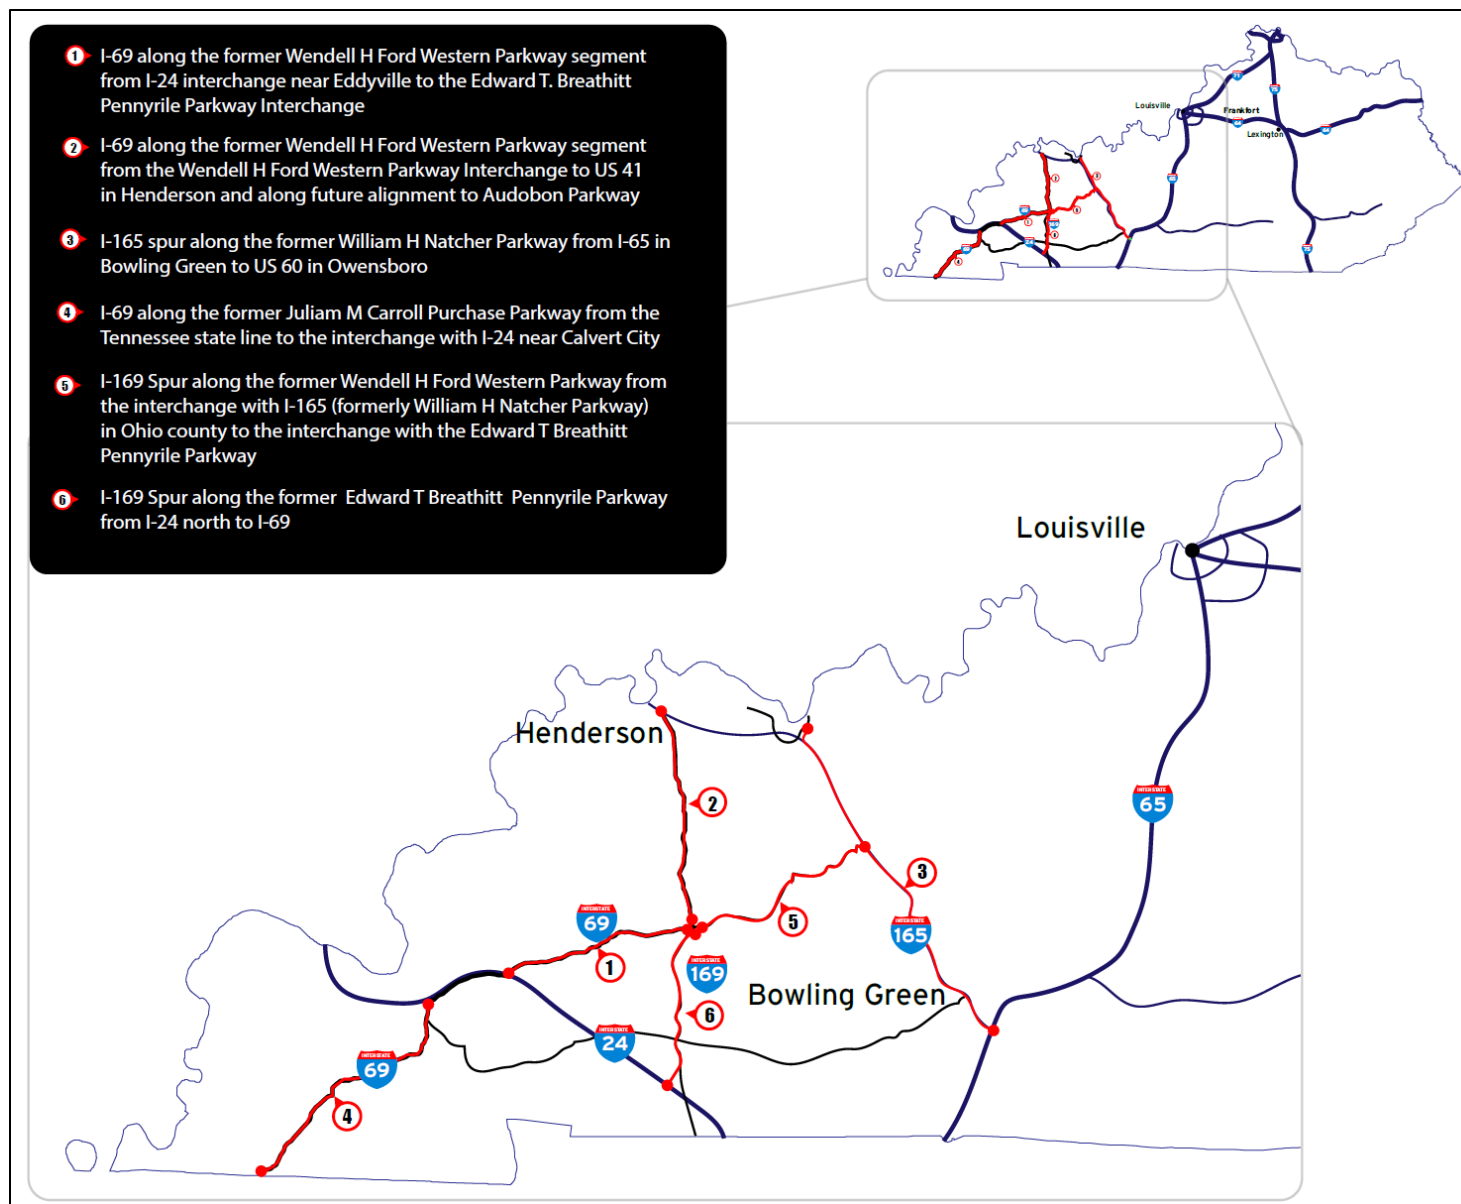 1 I-69 along the former Wendell H Ford Western Parkway segment
from I-24 interchange near Eddyville to the Edward T. Breathitt
Pennyrile Parkway Interchange
2 I-69 along the former Wendell H Ford Western Parkway segment
from the Wendell H Ford Western Parkway Interchange to US 41
in Henderson and along future alignment to Audobon Parkway
3 I-165 spur along the former William H Natcher Parkway from I-65 in
Bowling Green to US 60 in Owensboro
4 I-69 along the former Juliam M Carroll Purchase Parkway from the
Tennessee state line to the interchange with I-24 near Calvert City
5 I-169 Spur along the former Wendell H Ford Western Parkway from
the interchange with I-165 (formerly William H Natcher Parkway)
in Ohio county to the interchange with the Edward T Breathitt
Pennyrile Parkway
6 I-169 Spur along the former Edward T Breathitt Pennyrile Parkway
from I-24 north to I-69
Louisville
Frankfort
Lexington
Louisville
Henderson
2
INTERSTATE
65
3
INTERSTATE
69
5
INTERSTATE
165
1
INTERSTATE
169
Bowling Green
6
INTERSTATE
24
INTERSTATE
69
4